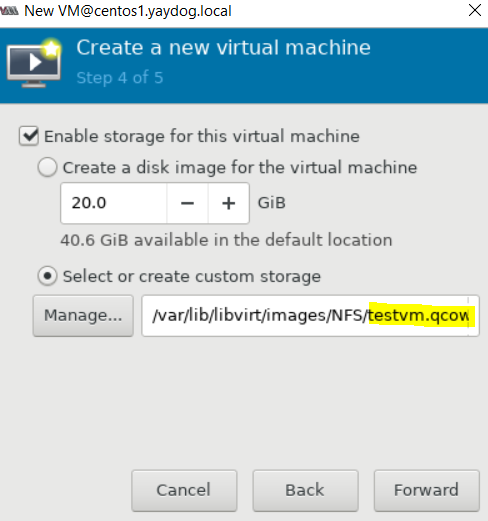 New VM@centos1.yaydog.local
Create a new virtual machine
Step 4 of 5
Enable storage for this virtual machine
Create a disk image for the virtual machine
20.0 − + GiB
40.6 GiB available in the default location
Select or create custom storage
Manage... /var/lib/libvirt/images/NFS/testvm.qcow
Cancel Back Forward